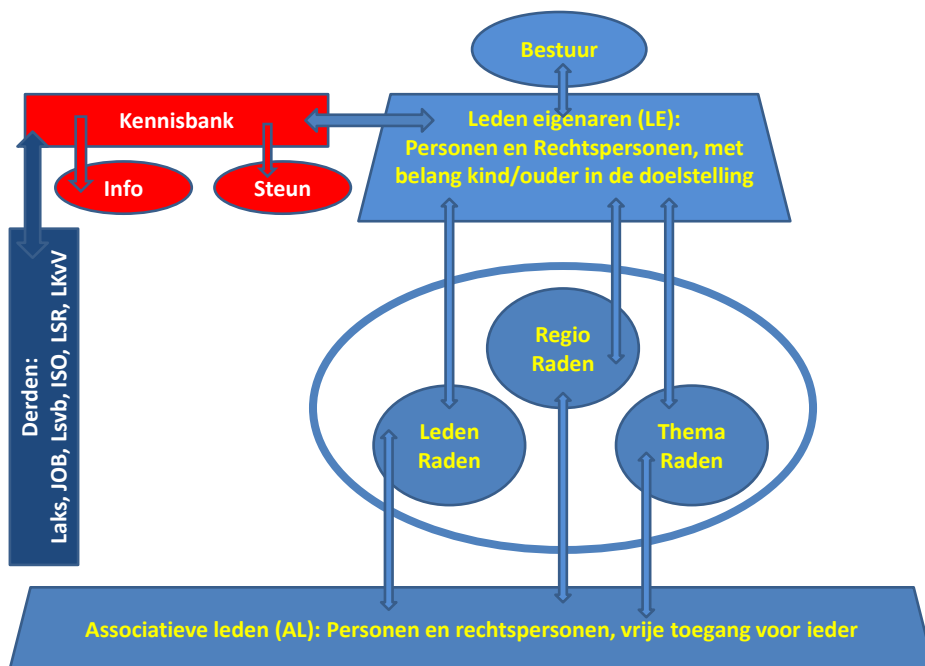 Bestuur
Kennisbank
Leden eigenaren (LE):
Personen en Rechtspersonen, met
belang kind/ouder in de doelstelling
Info
Steun
Derden:
Laks, JOB, Lsvb, ISO, LSR, LKvV
Regio
Raden
Leden
Raden
Thema
Raden
Associatieve leden (AL): Personen en rechtspersonen, vrije toegang voor ieder